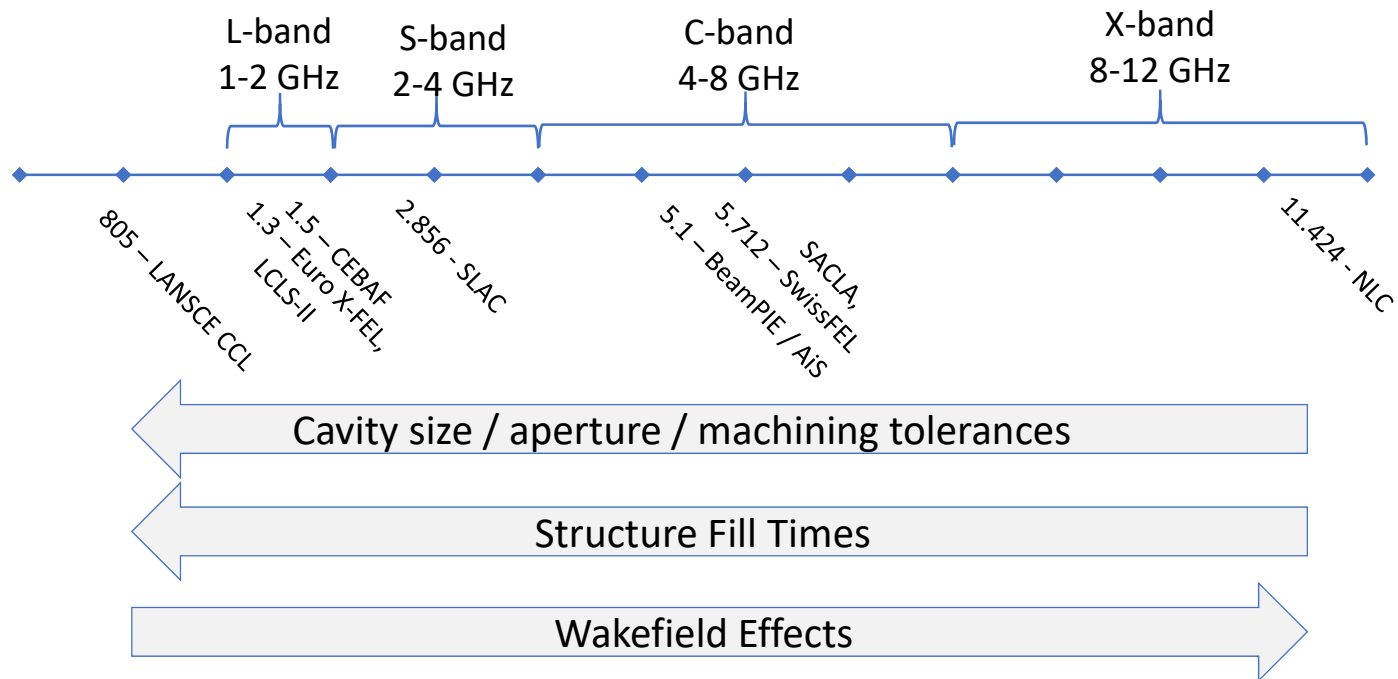 L-band
1-2 GHz
S-band
2-4 GHz
C-band
4-8 GHz
X-band
8-12 GHz
805 – LANSCE CCL
1.3 – Euro X-FEL,
LCLS-II
1.5 – CEBAF
2.856 - SLAC
5.1 – BeamPIE / AiS
5.712 – SwissFEL
SACLA,
11.424 - NLC
Cavity size / aperture / machining tolerances
Structure Fill Times
Wakefield Effects